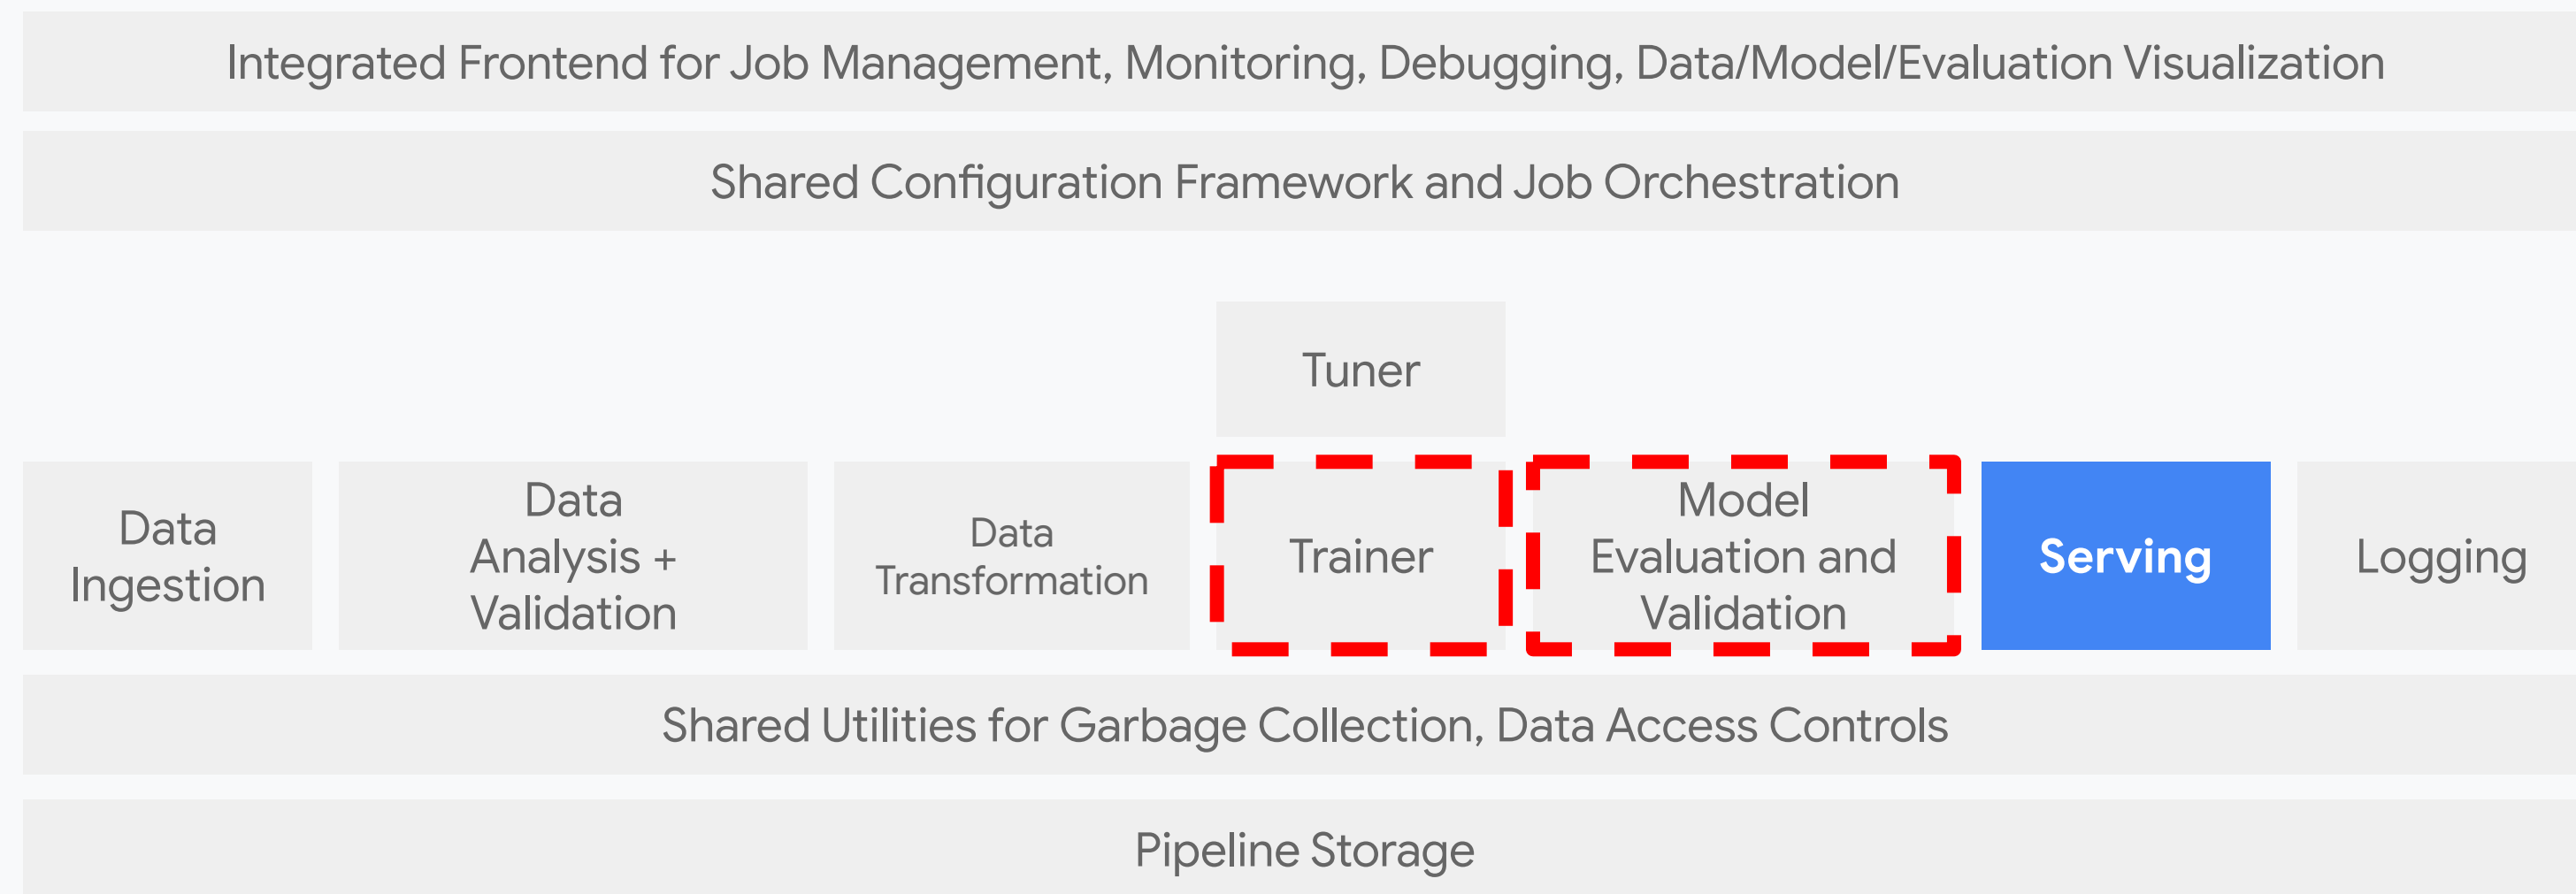 Integrated Frontend for Job Management, Monitoring, Debugging, Data/Model/Evaluation Visualization
Shared Configuration Framework and Job Orchestration
Tuner
Data
Ingestion
Data
Analysis +
Validation
Data
Transformation
Trainer
Model
Evaluation and
Validation
Serving
Logging
Shared Utilities for Garbage Collection, Data Access Controls
Pipeline Storage